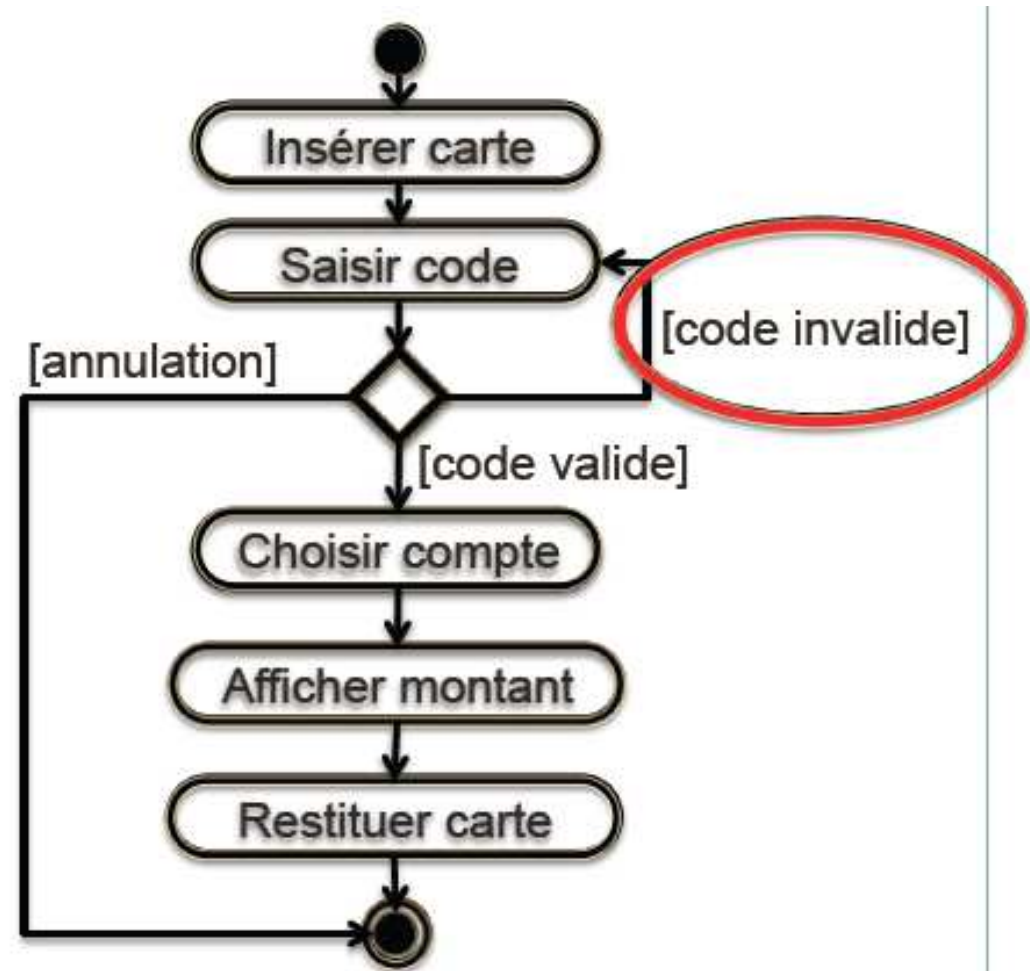 Insérer carte
Saisir code
[code invalide]
[annulation]
[code valide]
Choisir compte
Afficher montant
Restituer carte